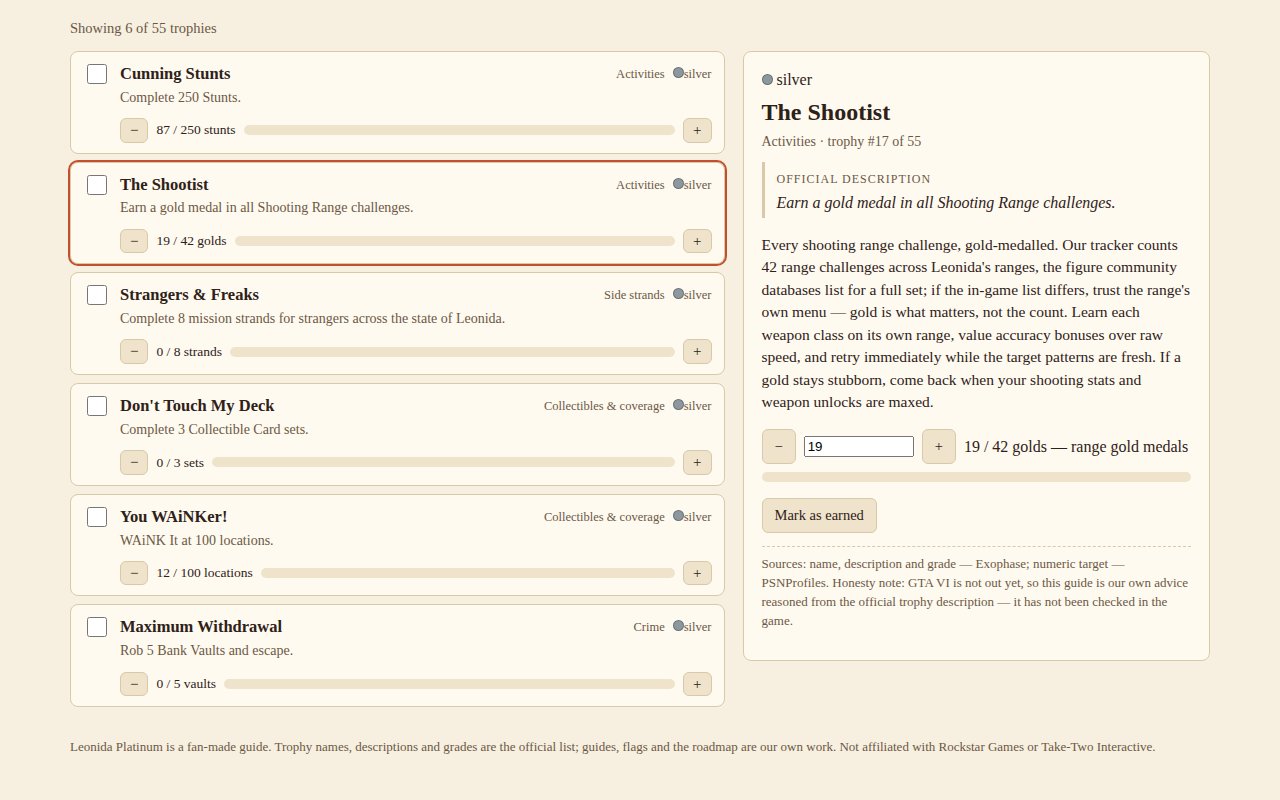 Showing 6 of 55 trophies
Cunning Stunts
Activities silver
Complete 250 Stunts.
− 87 / 250 stunts +
The Shootist
Activities silver
Earn a gold medal in all Shooting Range challenges.
− 19 / 42 golds +
Strangers & Freaks
Side strands silver
Complete 8 mission strands for strangers across the state of Leonida.
− 0 / 8 strands +
Don't Touch My Deck
Collectibles & coverage silver
Complete 3 Collectible Card sets.
− 0 / 3 sets +
You WAiNKer!
Collectibles & coverage silver
WAiNK It at 100 locations.
− 12 / 100 locations +
Maximum Withdrawal
Crime silver
Rob 5 Bank Vaults and escape.
− 0 / 5 vaults +
silver
The Shootist
Activities · trophy #17 of 55
OFFICIAL DESCRIPTION
Earn a gold medal in all Shooting Range challenges.
Every shooting range challenge, gold-medalled. Our tracker counts
42 range challenges across Leonida's ranges, the figure community
databases list for a full set; if the in-game list differs, trust the range's
own menu — gold is what matters, not the count. Learn each
weapon class on its own range, value accuracy bonuses over raw
speed, and retry immediately while the target patterns are fresh. If a
gold stays stubborn, come back when your shooting stats and
weapon unlocks are maxed.
− 19 + 19 / 42 golds — range gold medals
Mark as earned
Sources: name, description and grade — Exophase; numeric target —
PSNProfiles. Honesty note: GTA VI is not out yet, so this guide is our own advice
reasoned from the official trophy description — it has not been checked in the
game.
Leonida Platinum is a fan-made guide. Trophy names, descriptions and grades are the official list; guides, flags and the roadmap are our own work. Not affiliated with Rockstar Games or Take-Two Interactive.